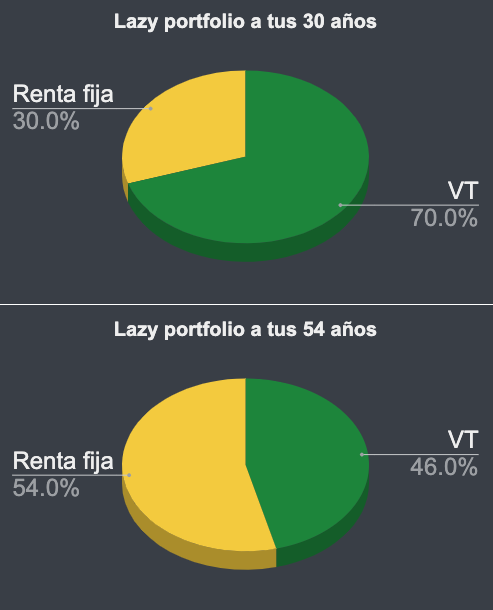 Lazy portfolio a tus 30 años
Renta fija
30.0%
VT
70.0%
Lazy portfolio a tus 54 años
VT
46.0%
Renta fija
54.0%